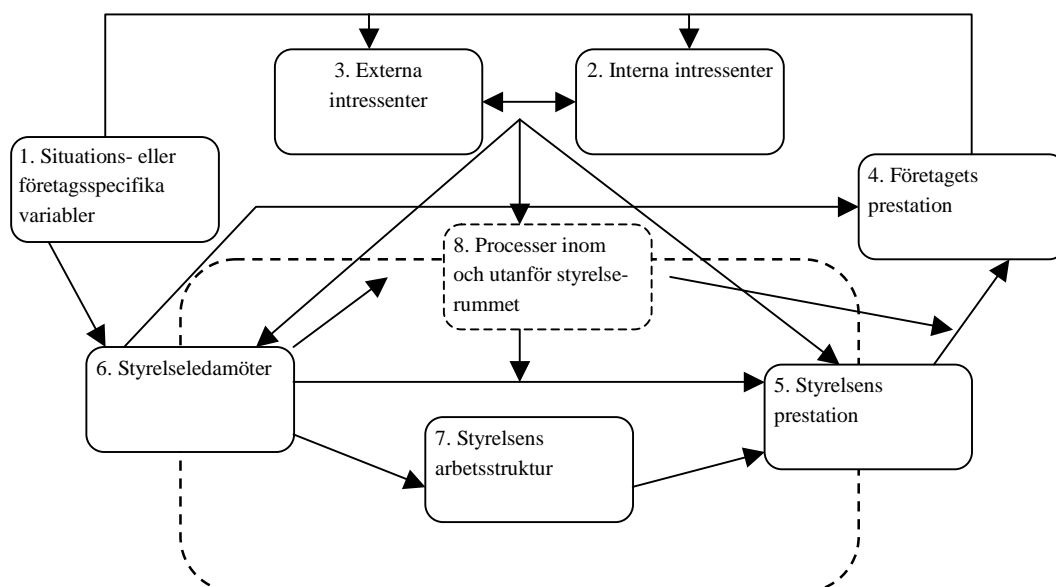 3. Externa
intressenter
2. Interna intressenter
1. Situations- eller
företagsspecifika
variabler
4. Företagets
prestation
8. Processer inom
och utanför styrelse-
rummet
6. Styrelseledamöter
5. Styrelsens
prestation
7. Styrelsens
arbetsstruktur